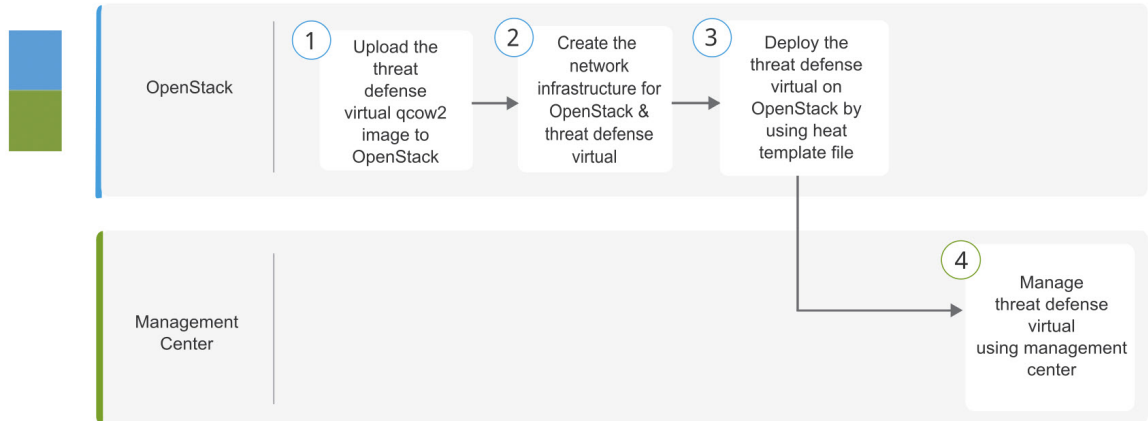 OpenStack
1
Upload the
threat
defense
virtual qcow2
image to
OpenStack
2
Create the
network
infrastructure for
OpenStack &
threat defense
virtual
3
Deploy the
threat defense
virtual on
OpenStack by
using heat
template file
Management
Center
4
Manage
threat defense
virtual
using management
center